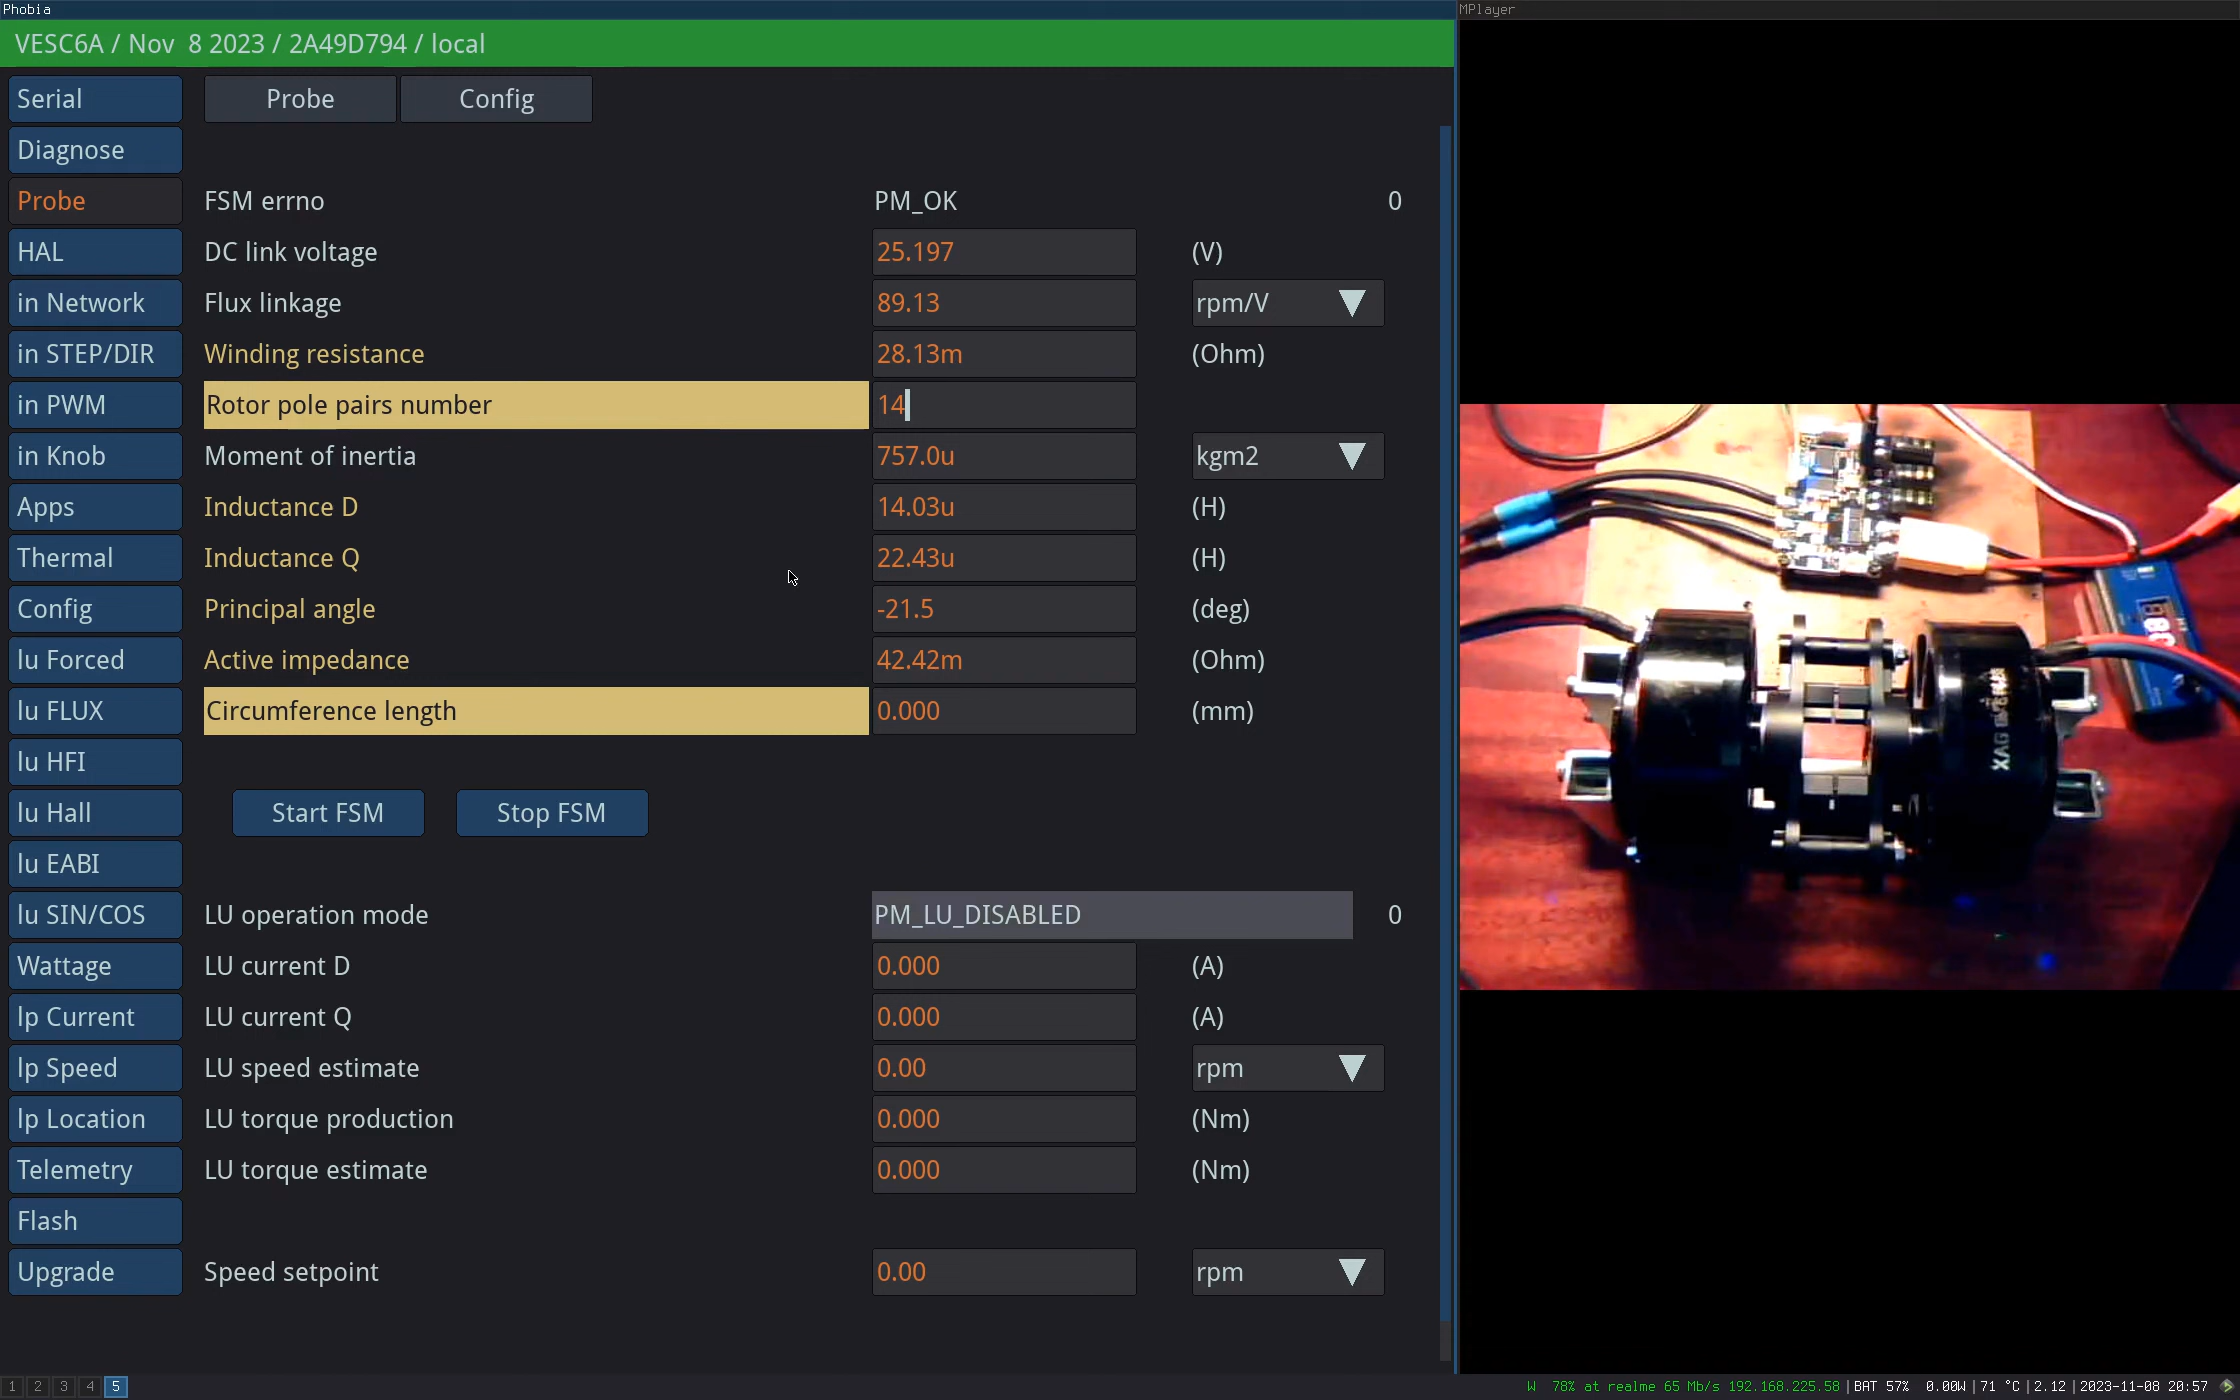 Phobia
MPlayer
VESC6A / Nov 8 2023 / 2A49D794 / local
Serial
Probe Config
Diagnose
Probe
FSM errno PM_OK 0
HAL
DC link voltage 25.197 (V)
in Network
Flux linkage 89.13 rpm/V
in STEP/DIR
Winding resistance 28.13m (Ohm)
in PWM
Rotor pole pairs number 14
in Knob
Moment of inertia 757.0u kgm2
Apps
Inductance D 14.03u (H)
Thermal
Inductance Q 22.43u (H)
Config
Principal angle -21.5 (deg)
lu Forced
Active impedance 42.42m (Ohm)
lu FLUX
Circumference length 0.000 (mm)
lu HFI
lu Hall
Start FSM Stop FSM
lu EABI
lu SIN/COS
LU operation mode PM_LU_DISABLED 0
Wattage
LU current D 0.000 (A)
lp Current
LU current Q 0.000 (A)
lp Speed
LU speed estimate 0.00 rpm
lp Location
LU torque production 0.000 (Nm)
Telemetry
LU torque estimate 0.000 (Nm)
Flash
Upgrade
Speed setpoint 0.00 rpm
XAG
1 2 3 4 5
W 78% at realme 65 Mb/s 192.168.225.58 | BAT 57% 0.00W | 71 °C | 2.12 | 2023-11-08 20:57